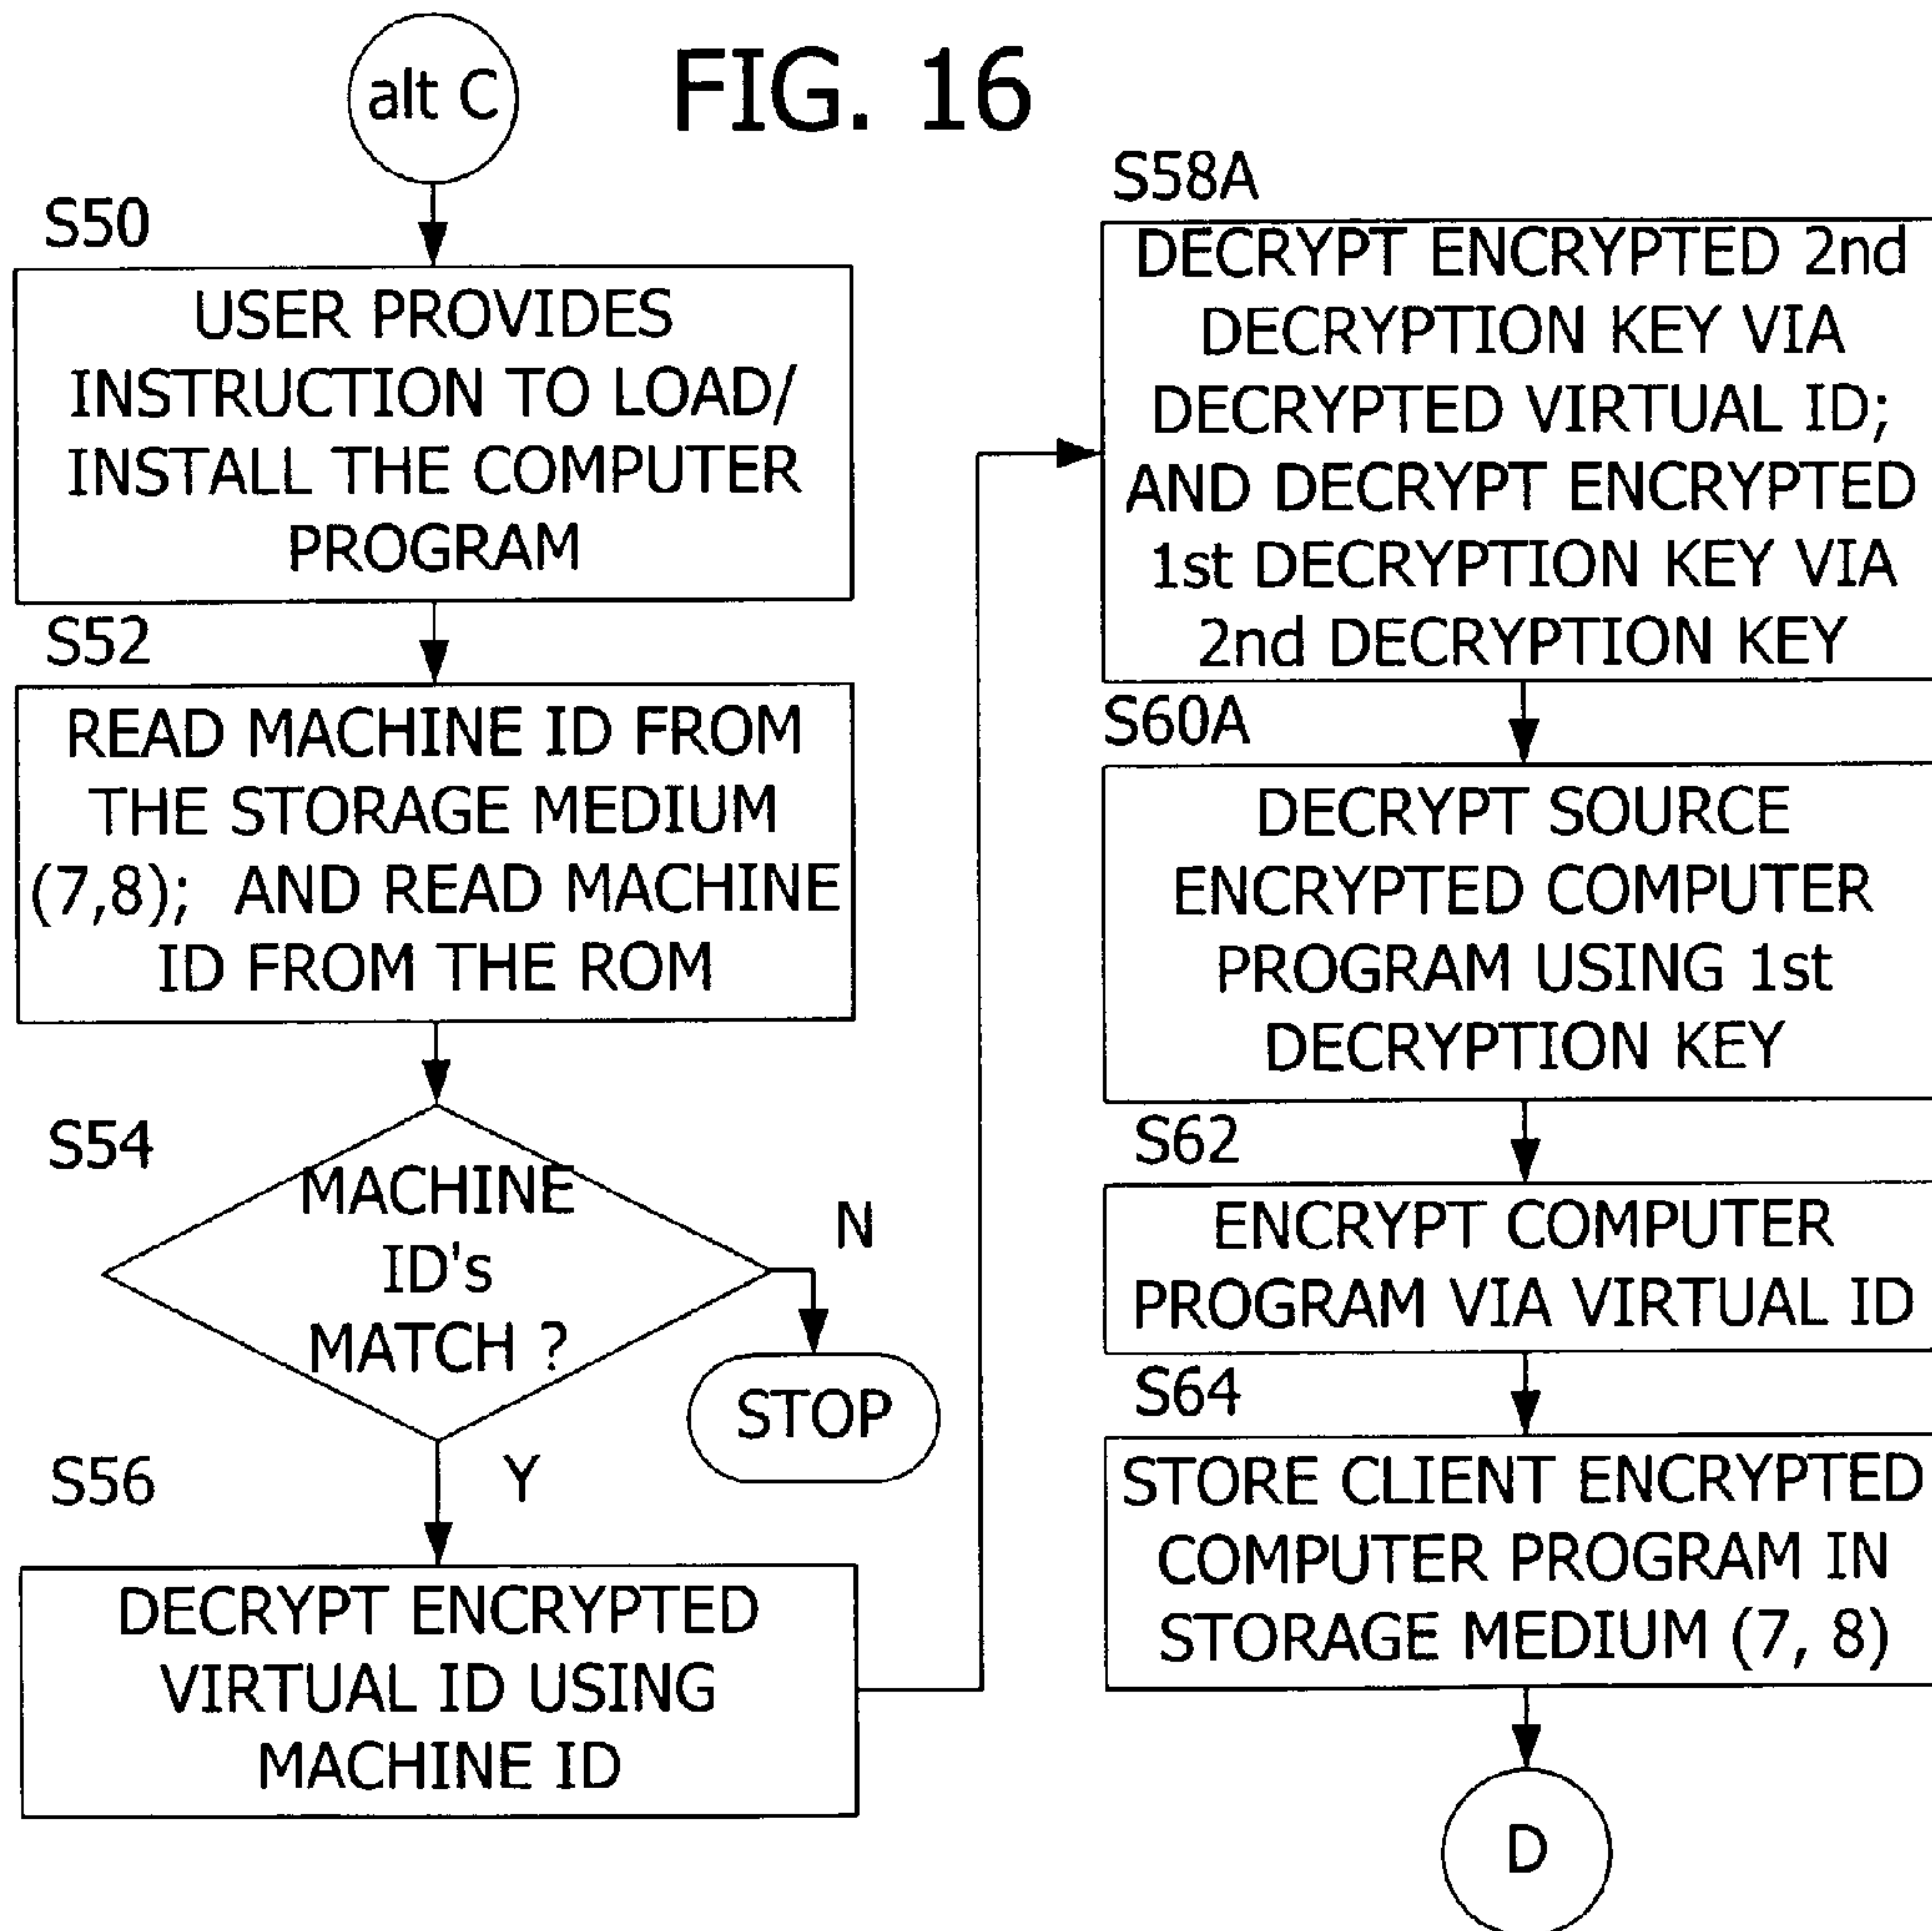 alt C
FIG. 16
S50
USER PROVIDES
INSTRUCTION TO LOAD/
INSTALL THE COMPUTER
PROGRAM
S52
READ MACHINE ID FROM
THE STORAGE MEDIUM
(7,8); AND READ MACHINE
ID FROM THE ROM
S54
MACHINE
ID's
MATCH ?
N
STOP
Y
S56
DECRYPT ENCRYPTED
VIRTUAL ID USING
MACHINE ID
S58A
DECRYPT ENCRYPTED 2nd
DECRYPTION KEY VIA
DECRYPTED VIRTUAL ID;
AND DECRYPT ENCRYPTED
1st DECRYPTION KEY VIA
2nd DECRYPTION KEY
S60A
DECRYPT SOURCE
ENCRYPTED COMPUTER
PROGRAM USING 1st
DECRYPTION KEY
S62
ENCRYPT COMPUTER
PROGRAM VIA VIRTUAL ID
S64
STORE CLIENT ENCRYPTED
COMPUTER PROGRAM IN
STORAGE MEDIUM (7, 8)
D